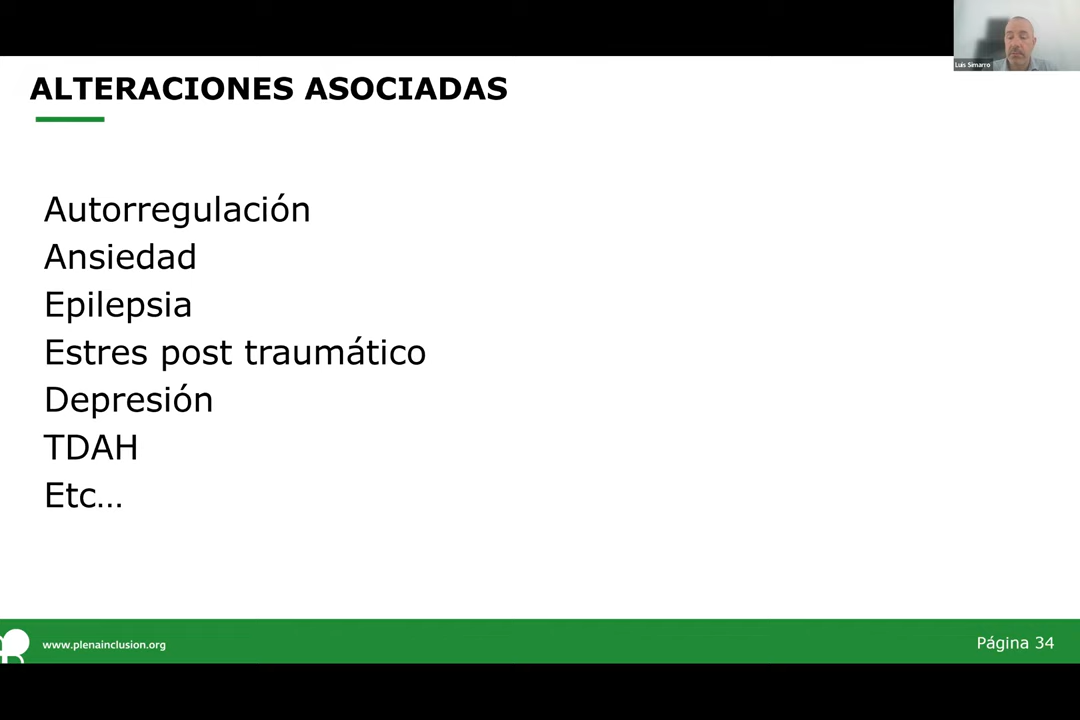 Luis Simarro
ALTERACIONES ASOCIADAS
Autorregulación
Ansiedad
Epilepsia
Estres post traumático
Depresión
TDAH
Etc…
www.plenainclusion.org
Página 34